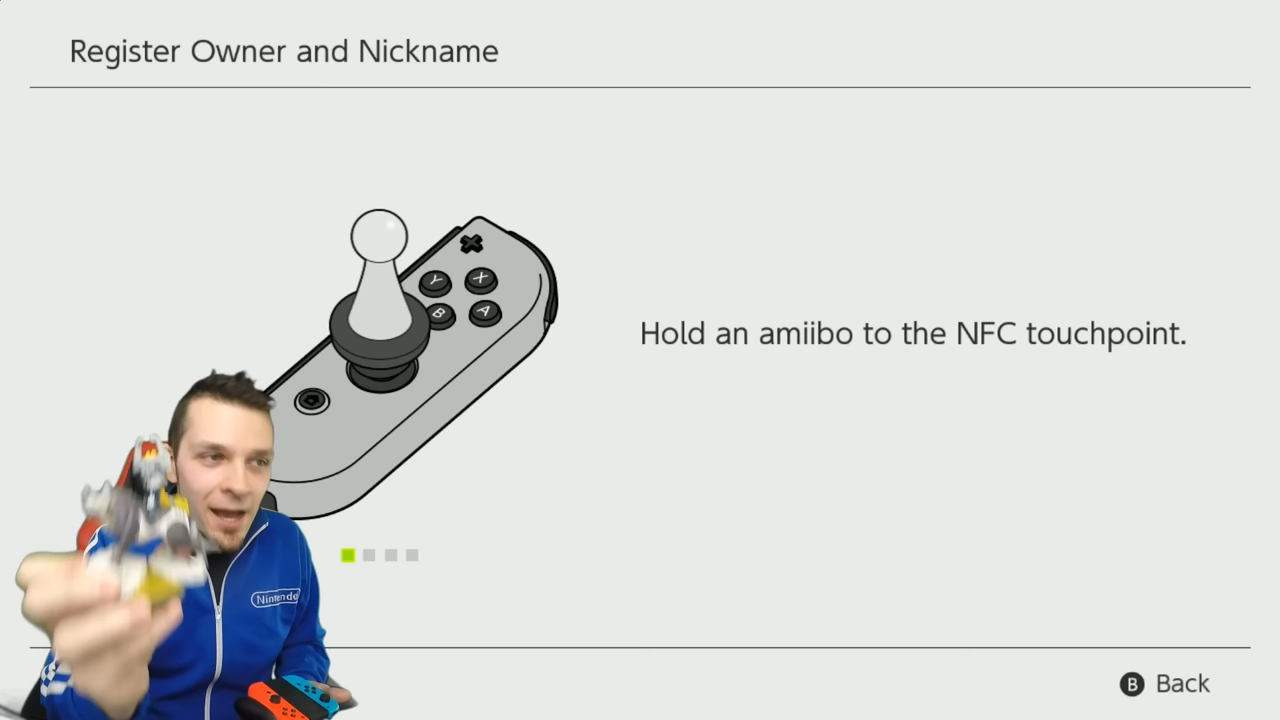 Register Owner and Nickname
Y
X
B
A
Hold an amiibo to the NFC touchpoint.
Nintendo
B Back